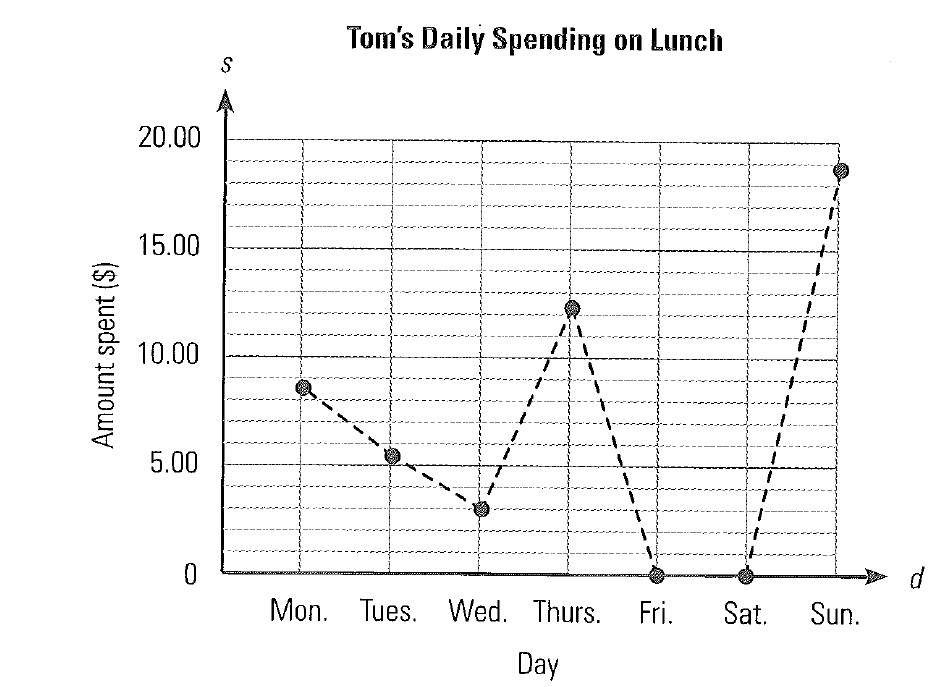 Tom's Daily Spending on Lunch
s
20.00
15.00
10.00
5.00
0
Amount spent ($)
d
Mon. Tues. Wed. Thurs. Fri. Sat. Sun.
Day